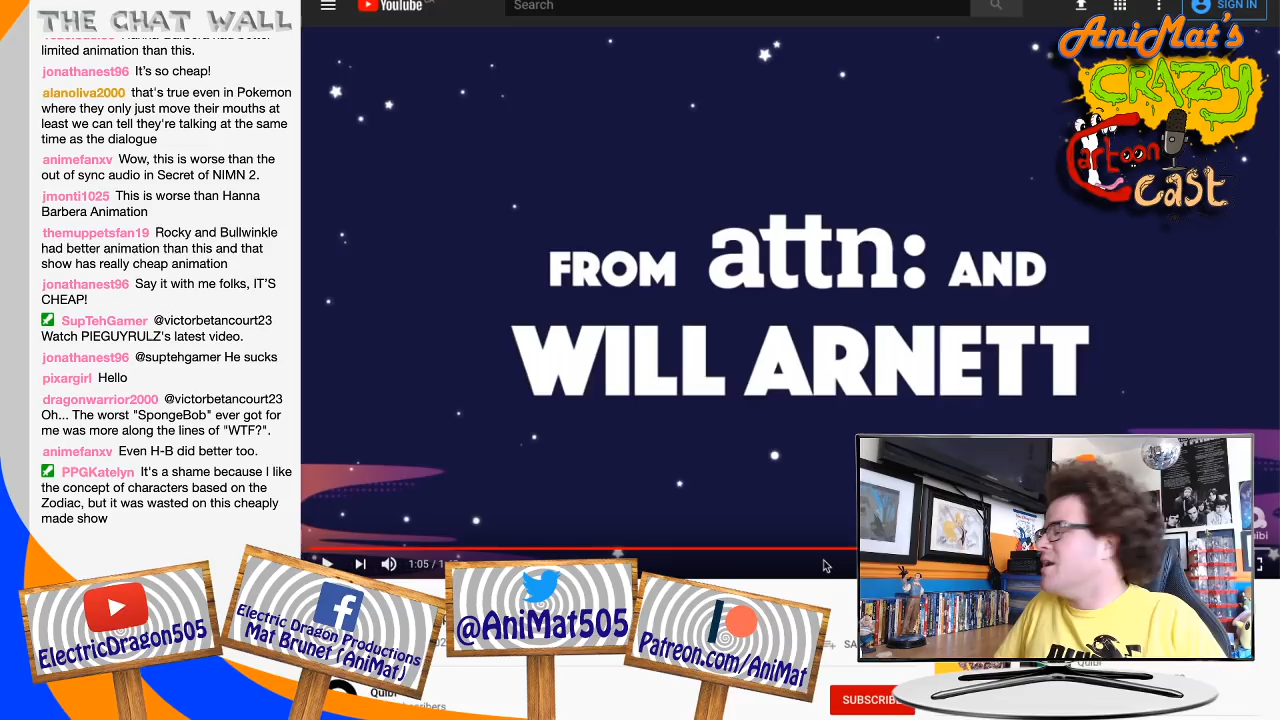 THE CHAT WALL
limited animation than this.
jonathanest96 It's so cheap!
alanoliva2000 that's true even in Pokemon
where they only just move their mouths at
least we can tell they're talking at the same
time as the dialogue
animefanxv Wow, this is worse than the
out of sync audio in Secret of NIMN 2.
jmonti1025 This is worse than Hanna
Barbera Animation
themuppetsfan19 Rocky and Bullwinkle
had better animation than this and that
show has really cheap animation
jonathanest96 Say it with me folks, IT'S
CHEAP!
SupTehGamer @victorbetancourt23
Watch PIEGUYRULZ's latest video.
jonathanest96 @suptehgamer He sucks
pixargirl Hello
dragonwarrior2000 @victorbetancourt23
Oh... The worst "SpongeBob" ever got for
me was more along the lines of "WTF?".
animefanxv Even H-B did better too.
PPGKatelyn It's a shame because I like
the concept of characters based on the
Zodiac, but it was wasted on this cheaply
made show
YouTube
Search
SIGN IN
AniMat's
CRAZY
Cartoon
Cast
FROM attn: AND
WILL ARNETT
1:05 / 1:
ElectricDragon505
Electric Dragon Productions
Mat Brunet (AniMat)
@AniMat505
Patreon.com/AniMat
Quibi
SUBSCRIBE
Quibi